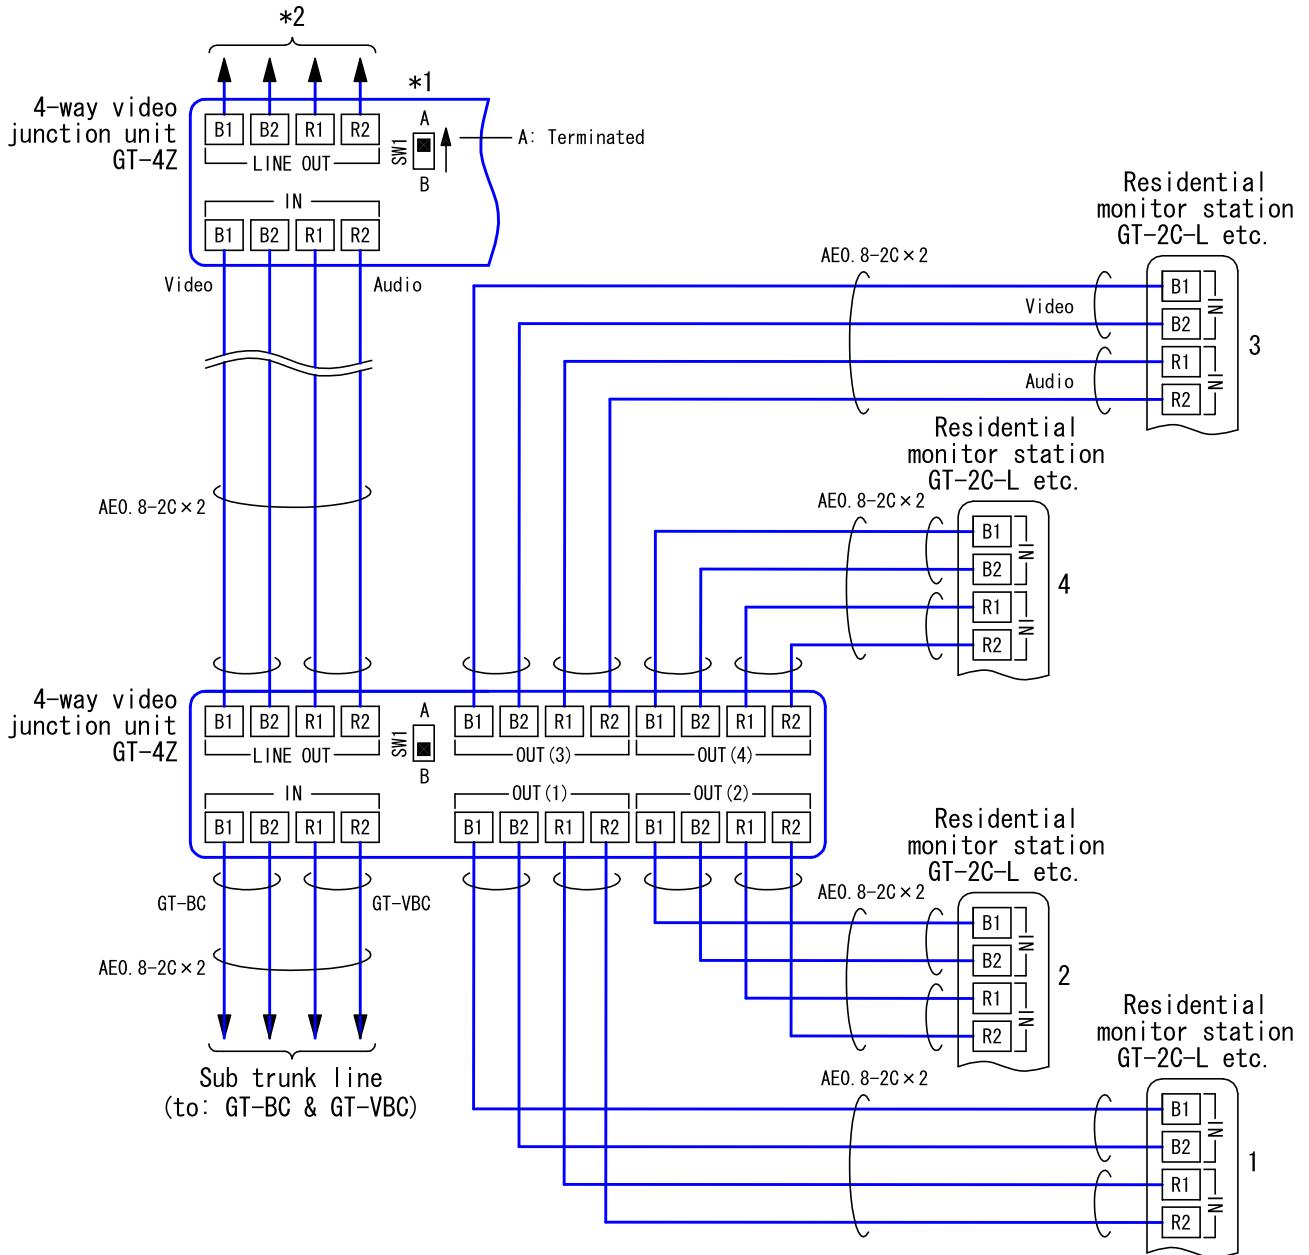 *2
*1
4-way video
junction unit
GT-4Z
B1 B2 R1 R2
LINE OUT
SW1
A
B
A: Terminated
IN
B1 B2 R1 R2
Video
Audio
Residential
monitor station
GT-2C-L etc.
AE0.8-2C×2
Video
Audio
B1
B2
R1
R2
IN
IN
3
Residential
monitor station
GT-2C-L etc.
AE0.8-2C×2
B1
B2
R1
R2
IN
IN
4
AE0.8-2C×2
4-way video
junction unit
GT-4Z
B1 B2 R1 R2
LINE OUT
SW1
A
B
B1 B2 R1 R2 B1 B2 R1 R2
OUT(3) OUT(4)
IN
OUT(1) OUT(2)
B1 B2 R1 R2
B1 B2 R1 R2 B1 B2 R1 R2
GT-BC
GT-VBC
AE0.8-2C×2
Sub trunk line
(to: GT-BC & GT-VBC)
Residential
monitor station
GT-2C-L etc.
AE0.8-2C×2
B1
B2
R1
R2
IN
IN
2
Residential
monitor station
GT-2C-L etc.
AE0.8-2C×2
B1
B2
R1
R2
IN
IN
1